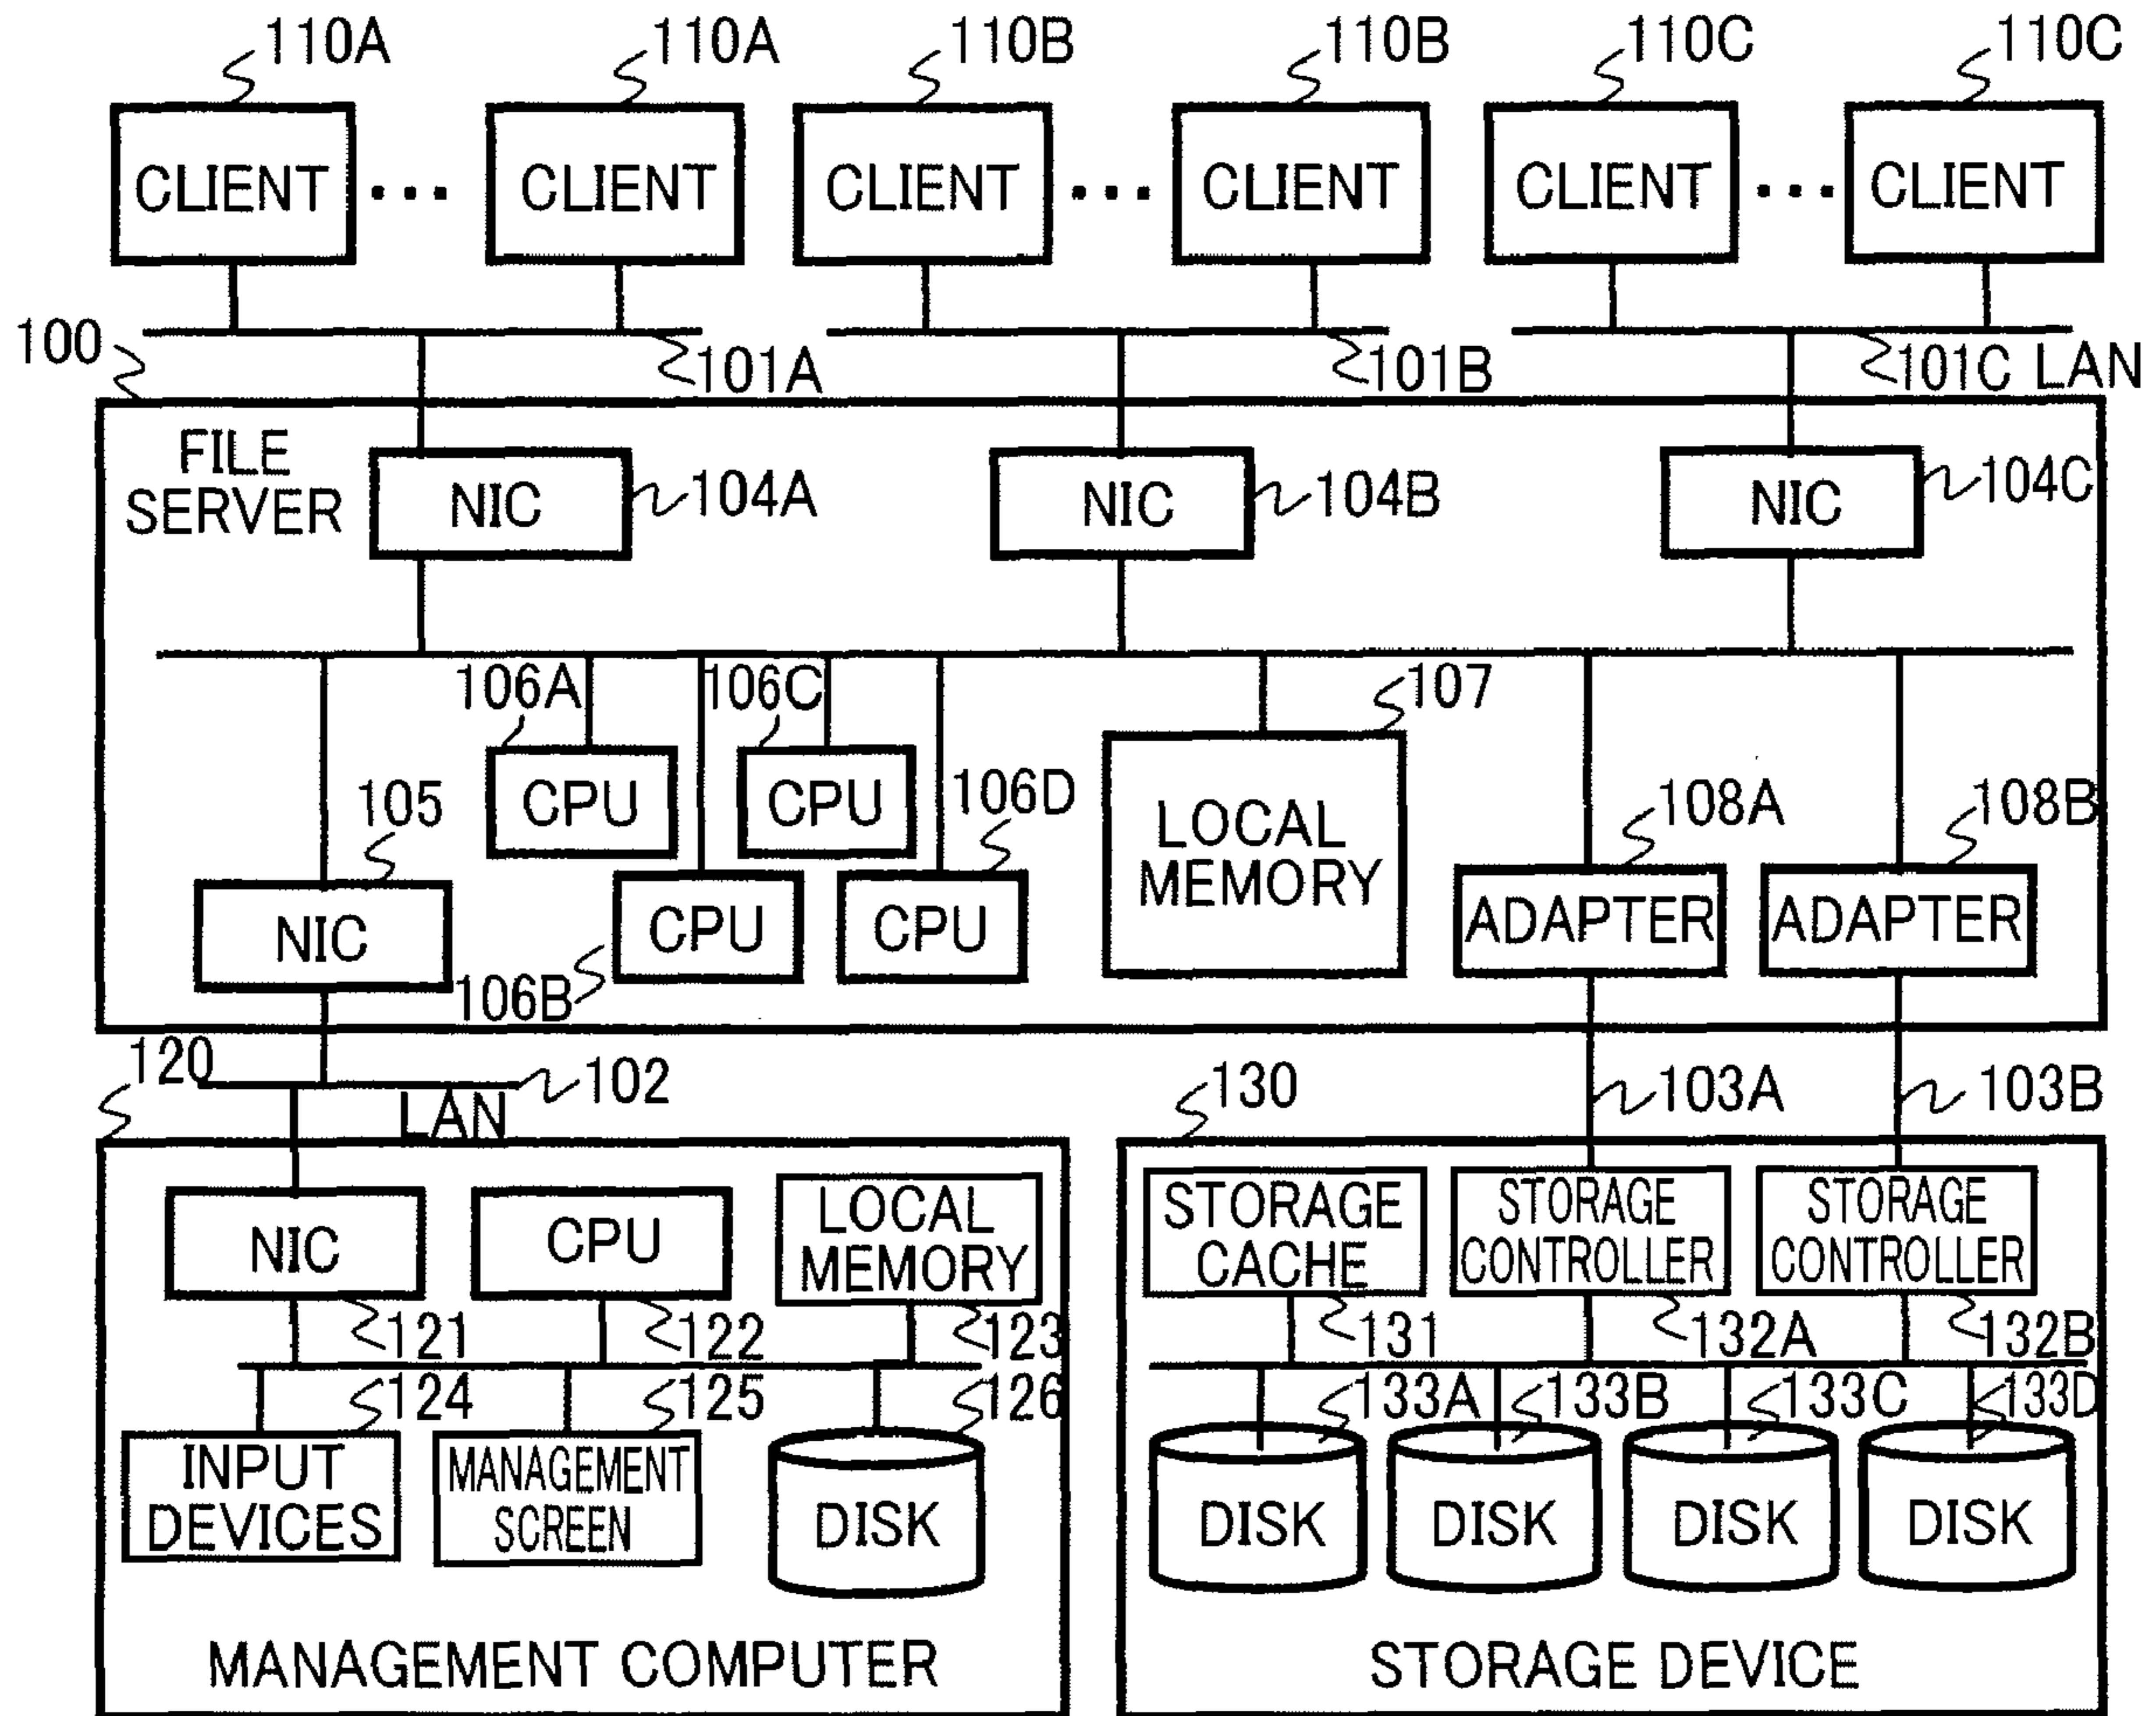 110A 110A 110B 110B 110C 110C
CLIENT ... CLIENT CLIENT ... CLIENT CLIENT ... CLIENT
100 101A 101B 101C LAN
FILE
SERVER
NIC 104A NIC 104B NIC 104C
106A 106C 107
105 CPU CPU 106D LOCAL
MEMORY 108A 108B
NIC CPU CPU ADAPTER ADAPTER
106B
120 102 130 103A 103B
LAN
NIC CPU LOCAL
MEMORY STORAGE
CACHE STORAGE
CONTROLLER STORAGE
CONTROLLER
121 122 123 131 132A 132B
124 125 126 133A 133B 133C 133D
INPUT
DEVICES MANAGEMENT
SCREEN DISK DISK DISK DISK DISK
MANAGEMENT COMPUTER STORAGE DEVICE